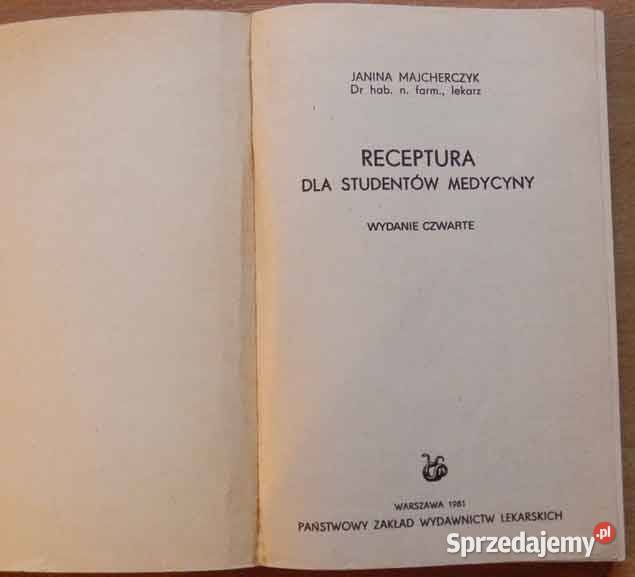 JANINA MAJCHERCZYK
Dr hab. n. farm., lekarz
RECEPTURA
DLA STUDENTÓW MEDYCYNY
WYDANIE CZWARTE
WARSZAWA 1981
PAŃSTWOWY ZAKŁAD WYDAWNICTW LEKARSKICH
Sprzedajemy.pl